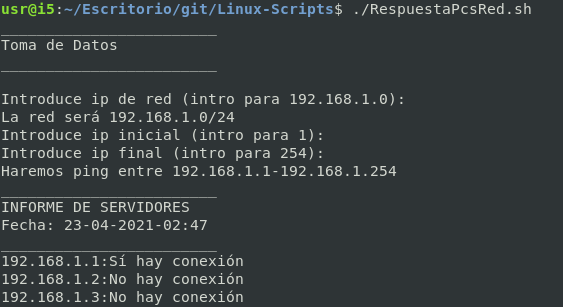 usr@i5:~/Escritorio/git/Linux-Scripts$ ./RespuestaPcsRed.sh
________________________
Toma de Datos
________________________
Introduce ip de red (intro para 192.168.1.0):
La red será 192.168.1.0/24
Introduce ip inicial (intro para 1):
Introduce ip final (intro para 254):
Haremos ping entre 192.168.1.1-192.168.1.254
________________________
INFORME DE SERVIDORES
Fecha: 23-04-2021-02:47
________________________
192.168.1.1:Sí hay conexión
192.168.1.2:No hay conexión
192.168.1.3:No hay conexión